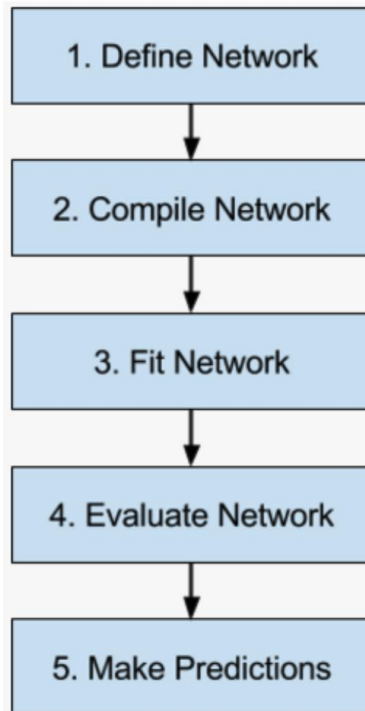 1. Define Network
2. Compile Network
3. Fit Network
4. Evaluate Network
5. Make Predictions